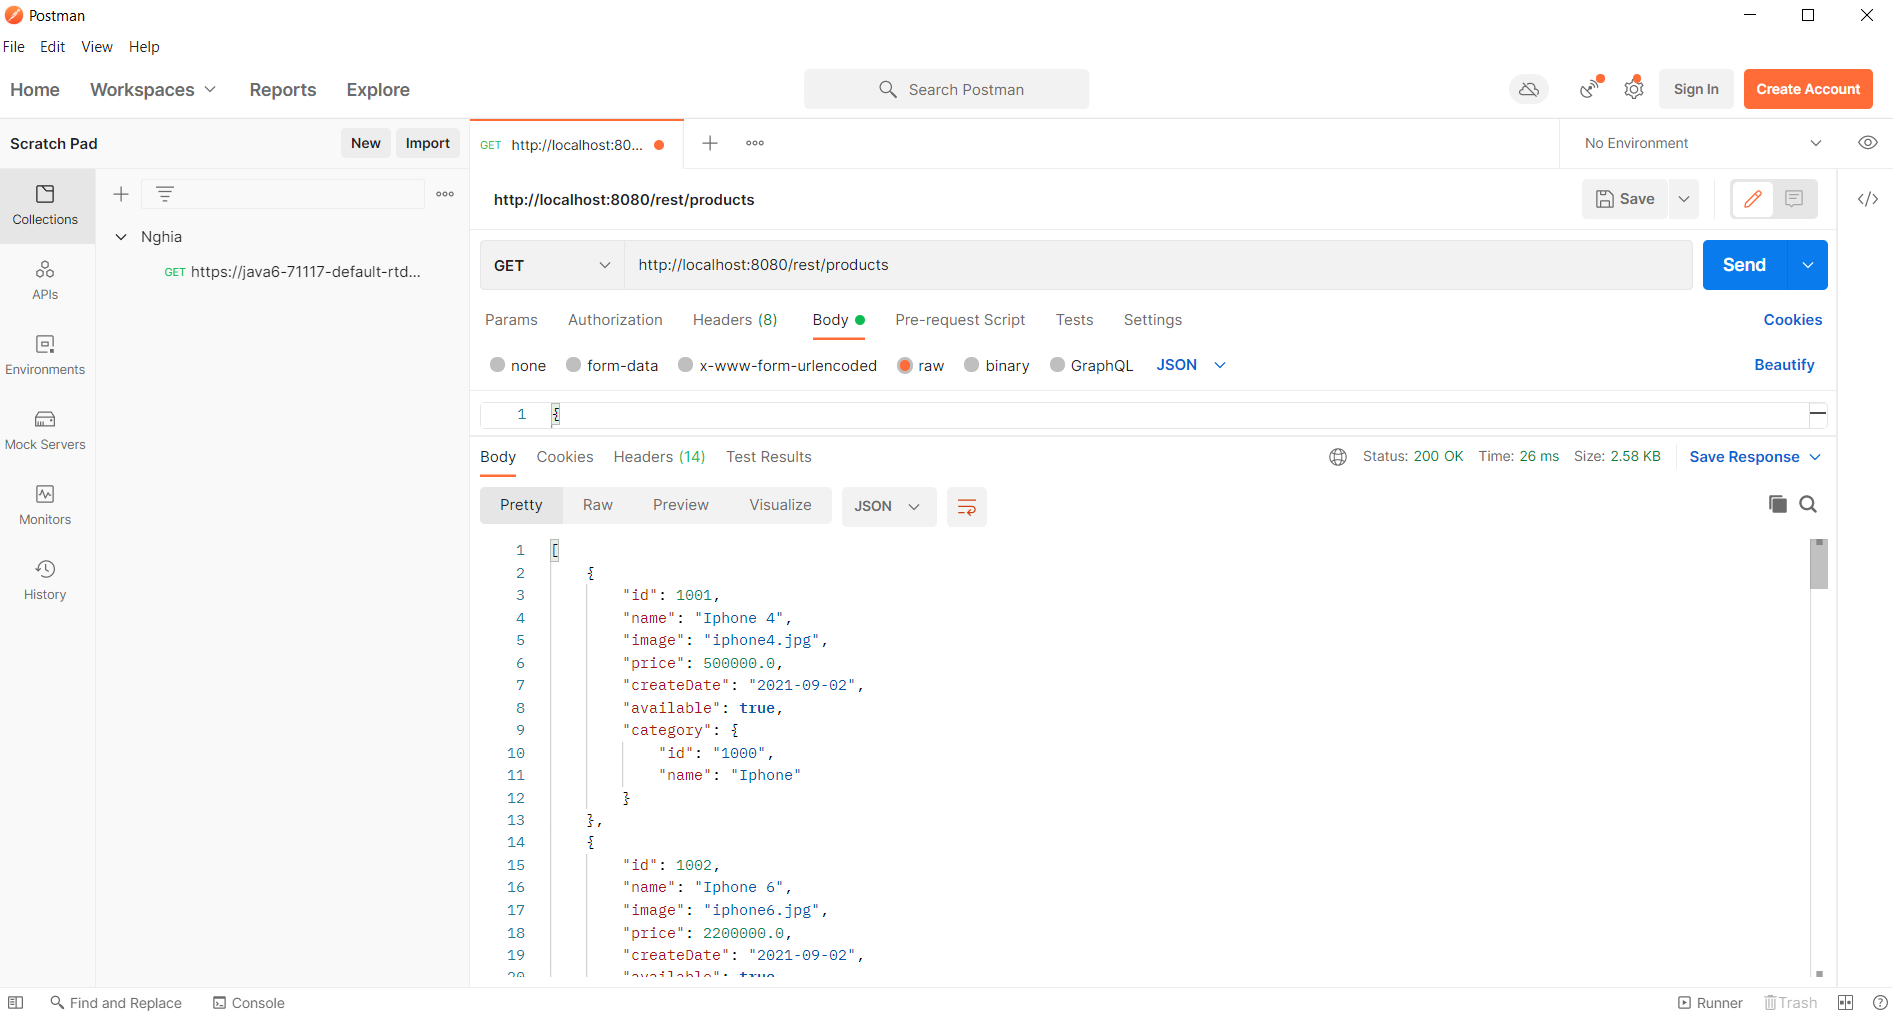 Postman
File Edit View Help
Home Workspaces Reports Explore Search Postman Sign In Create Account
Scratch Pad New Import GET http://localhost:80... No Environment
http://localhost:8080/rest/products Save
Collections
Nghia
GET https://java6-71117-default-rtd...
APIs
Environments
Mock Servers
Monitors
History
GET http://localhost:8080/rest/products Send
Params Authorization Headers (8) Body Pre-request Script Tests Settings Cookies
none form-data x-www-form-urlencoded raw binary GraphQL JSON Beautify
1 {
Body Cookies Headers (14) Test Results Status: 200 OK Time: 26 ms Size: 2.58 KB Save Response
Pretty Raw Preview Visualize JSON
1 [
2 {
3 "id": 1001,
4 "name": "Iphone 4",
5 "image": "iphone4.jpg",
6 "price": 500000.0,
7 "createDate": "2021-09-02",
8 "available": true,
9 "category": {
10 "id": "1000",
11 "name": "Iphone"
12 }
13 },
14 {
15 "id": 1002,
16 "name": "Iphone 6",
17 "image": "iphone6.jpg",
18 "price": 2200000.0,
19 "createDate": "2021-09-02",
20 "available": true
Find and Replace Console Runner Trash